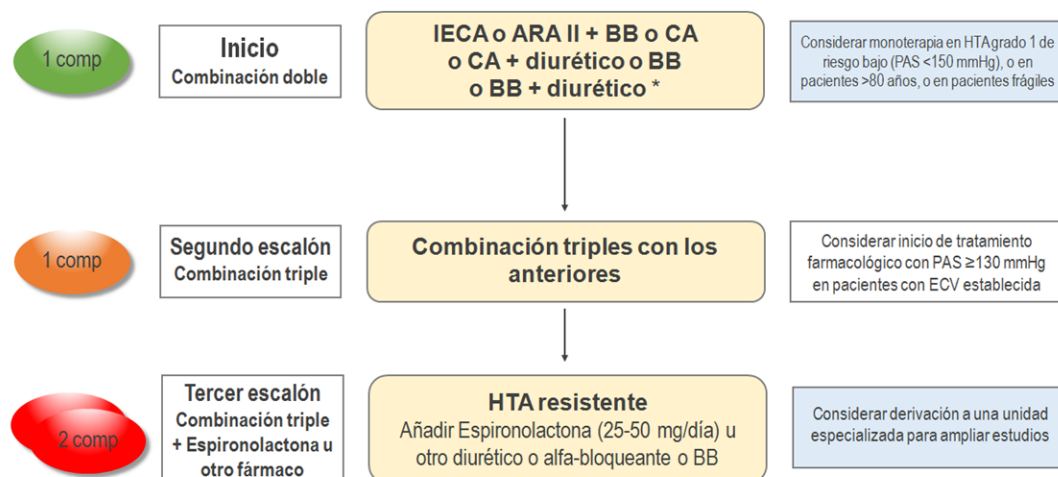 1 comp
Inicio
Combinación doble
IECA o ARA II + BB o CA
o CA + diurético o BB
o BB + diurético *
Considerar monoterapia en HTAgrado 1 de
riesgo bajo (PAS <150 mmHg), o en
pacientes >80 años, o en pacientes frágiles
1 comp
Segundo escalón
Combinación triple
Combinación triples con los
anteriores
Considerar inicio de tratamiento
farmacológico con PAS ≥130 mmHg
en pacientes con ECV establecida
2 comp
Tercer escalón
Combinación triple
+ Espironolactona u
otro fármaco
HTA resistente
Añadir Espironolactona (25-50 mg/día) u
otro diurético o alfa-bloqueante o BB
Considerar derivación a una unidad
especializada para ampliar estudios